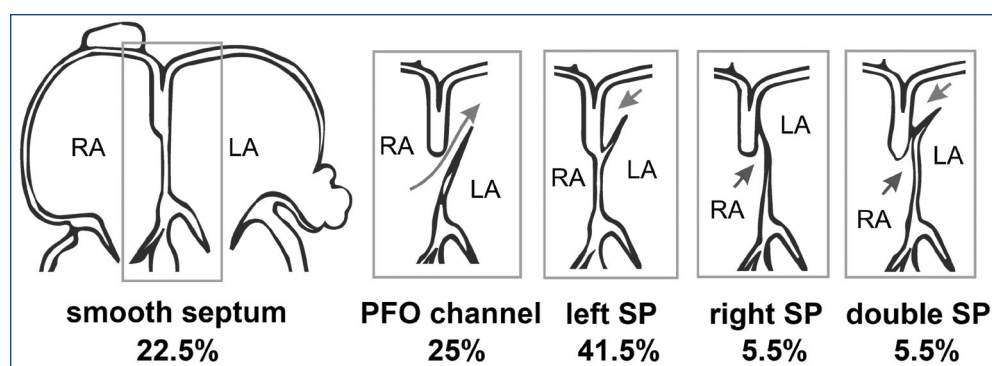 RA
LA
RA
LA
RA
LA
RA
LA
RA
LA
smooth septum
22.5%
PFO channel
25%
left SP
41.5%
right SP
5.5%
double SP
5.5%